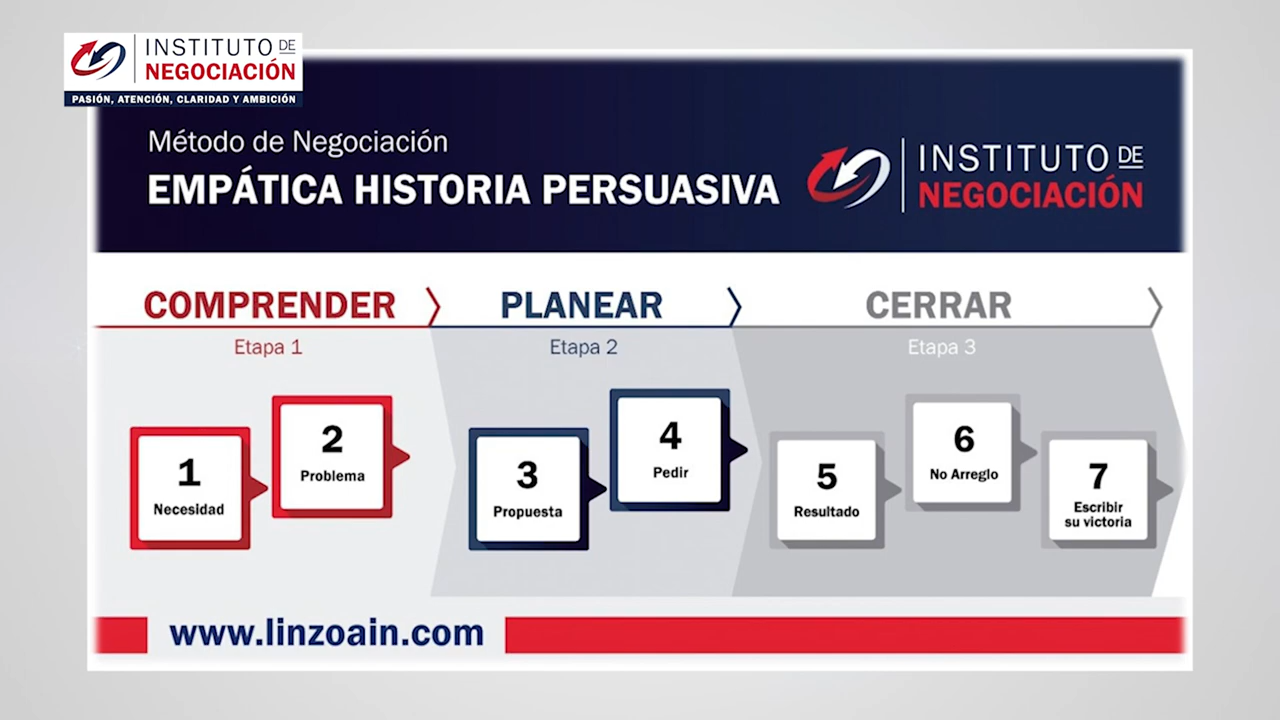 INSTITUTO DE
NEGOCIACIÓN
PASIÓN, ATENCIÓN, CLARIDAD Y AMBICIÓN
Método de Negociación
EMPÁTICA HISTORIA PERSUASIVA
INSTITUTO DE
NEGOCIACIÓN
COMPRENDER
Etapa 1
PLANEAR
Etapa 2
CERRAR
Etapa 3
1
Necesidad
2
Problema
3
Propuesta
4
Pedir
5
Resultado
6
No Arreglo
7
Escribir
su victoria
www.linzoain.com